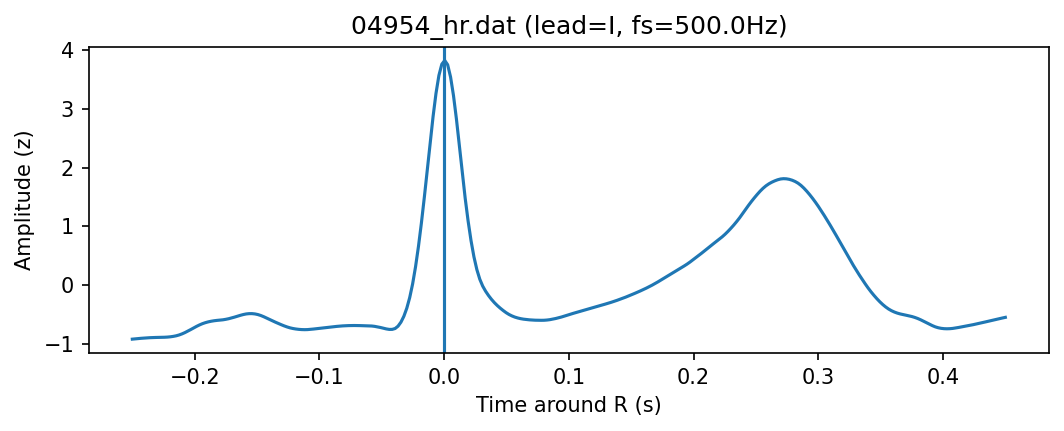 04954_hr.dat (lead=I, fs=500.0Hz)
Amplitude (z)
4
3
2
1
0
−1
−0.2 −0.1 0.0 0.1 0.2 0.3 0.4
Time around R (s)